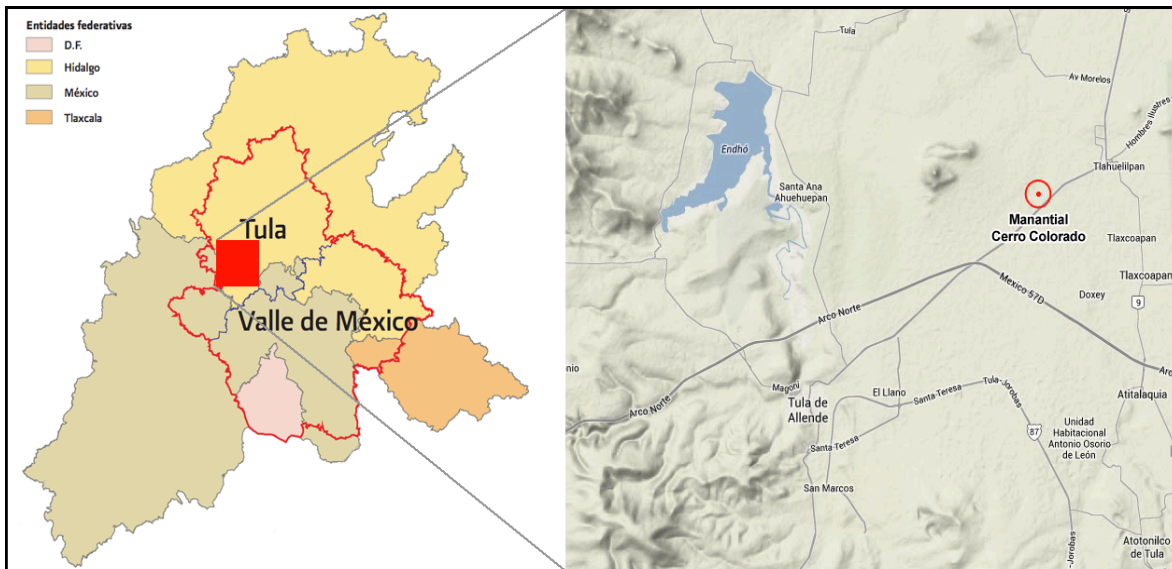 Entidades federativas
D.F.
Hidalgo
México
Tlaxcala
Tula
Valle de México
Tula
Av Morelos
Hombres Ilustres
Endhó
Tlahuelilpan
Santa Ana
Ahuehuepan
Manantial
Cerro Colorado
Tlaxcoapan
Tlaxcoapan
Mexico 57D
Doxey
9
Arco Norte
Arc
onio
Magoni
El Llano
Santa Teresa
Tula-Jorobas
Atitalaquia
Tula de
Allende
Arco Norte
Unidad
Habitacional
Antonio Osorio
de León
87
Santa Teresa
San Marcos
Atotonilco
de Tula
-Jorobas